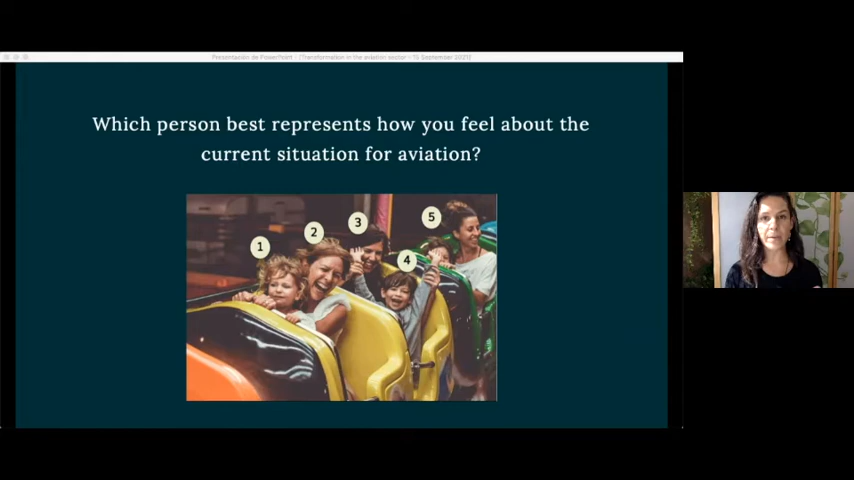 Presentación de PowerPoint - [Transformation in the aviation sector - 15 September 2021]
Which person best represents how you feel about the
current situation for aviation?
1
2
3
4
5